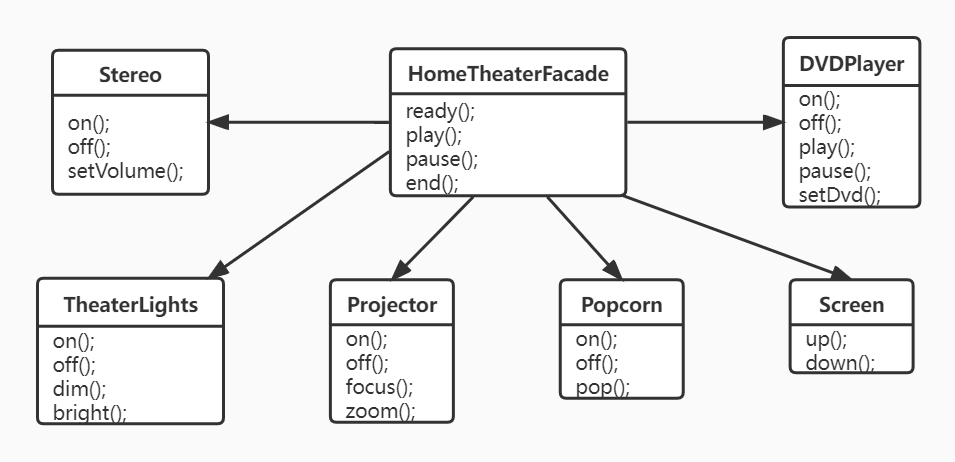 Stereo
on();
off();
setVolume();
HomeTheaterFacade
ready();
play();
pause();
end();
DVDPlayer
on();
off();
play();
pause();
setDvd();
TheaterLights
on();
off();
dim();
bright();
Projector
on();
off();
focus();
zoom();
Popcorn
on();
off();
pop();
Screen
up();
down();